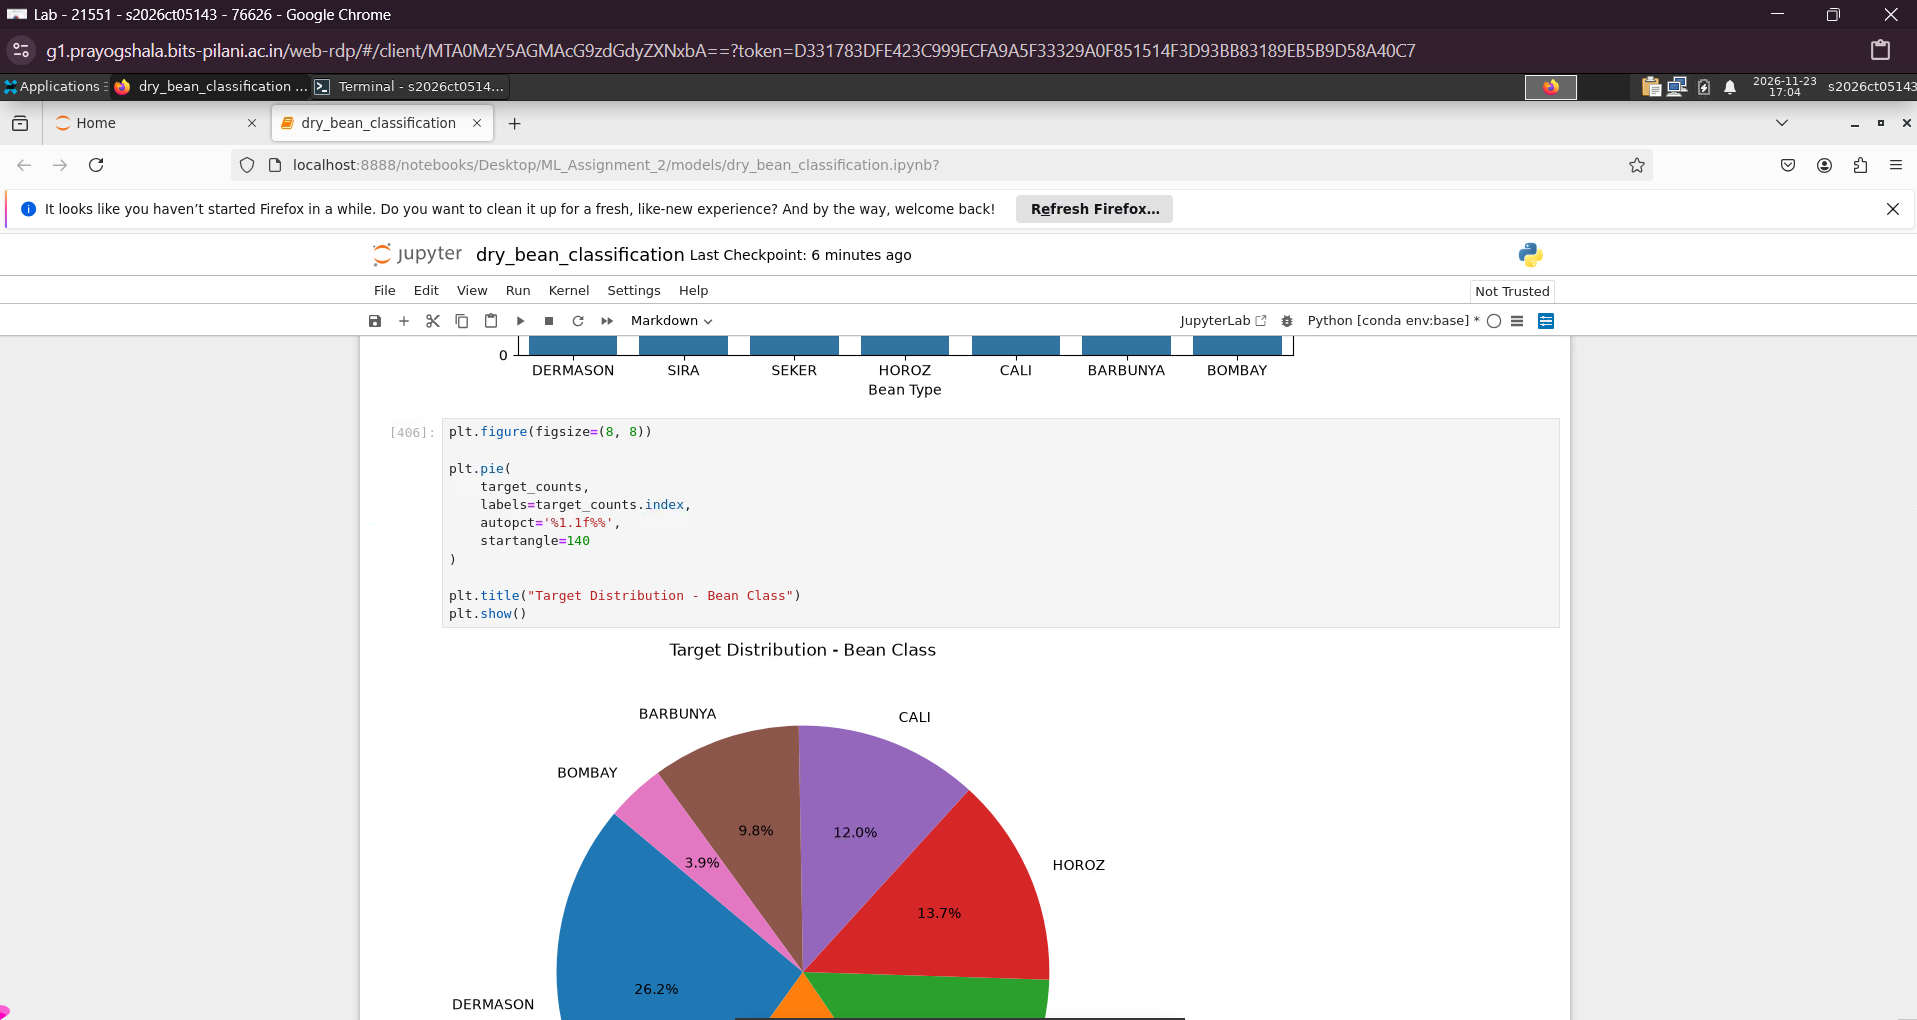 Lab - 21551 - s2026ct05143 - 76626 - Google Chrome
g1.prayogshala.bits-pilani.ac.in/web-rdp/#/client/MTA0MzY5AGMAcG9zdGdyZXNxbA==?token=D331783DFE423C999ECFA9A5F33329A0F851514F3D93BB83189EB5B9D58A40C7
Applications dry_bean_classification ... Terminal - s2026ct0514... 2026-11-23 17:04 s2026ct05143
Home dry_bean_classification
localhost:8888/notebooks/Desktop/ML_Assignment_2/models/dry_bean_classification.ipynb?
It looks like you haven’t started Firefox in a while. Do you want to clean it up for a fresh, like-new experience? And by the way, welcome back! Refresh Firefox...
jupyter dry_bean_classification Last Checkpoint: 6 minutes ago
File Edit View Run Kernel Settings Help Not Trusted
Markdown JupyterLab Python [conda env:base] *
0
DERMASON SIRA SEKER HOROZ CALI BARBUNYA BOMBAY
Bean Type
[406]: plt.figure(figsize=(8, 8))
plt.pie(
target_counts,
labels=target_counts.index,
autopct='%1.1f%%',
startangle=140
)
plt.title("Target Distribution - Bean Class")
plt.show()
Target Distribution - Bean Class
BARBUNYA CALI
BOMBAY
9.8% 12.0%
3.9%
HOROZ
13.7%
26.2%
DERMASON